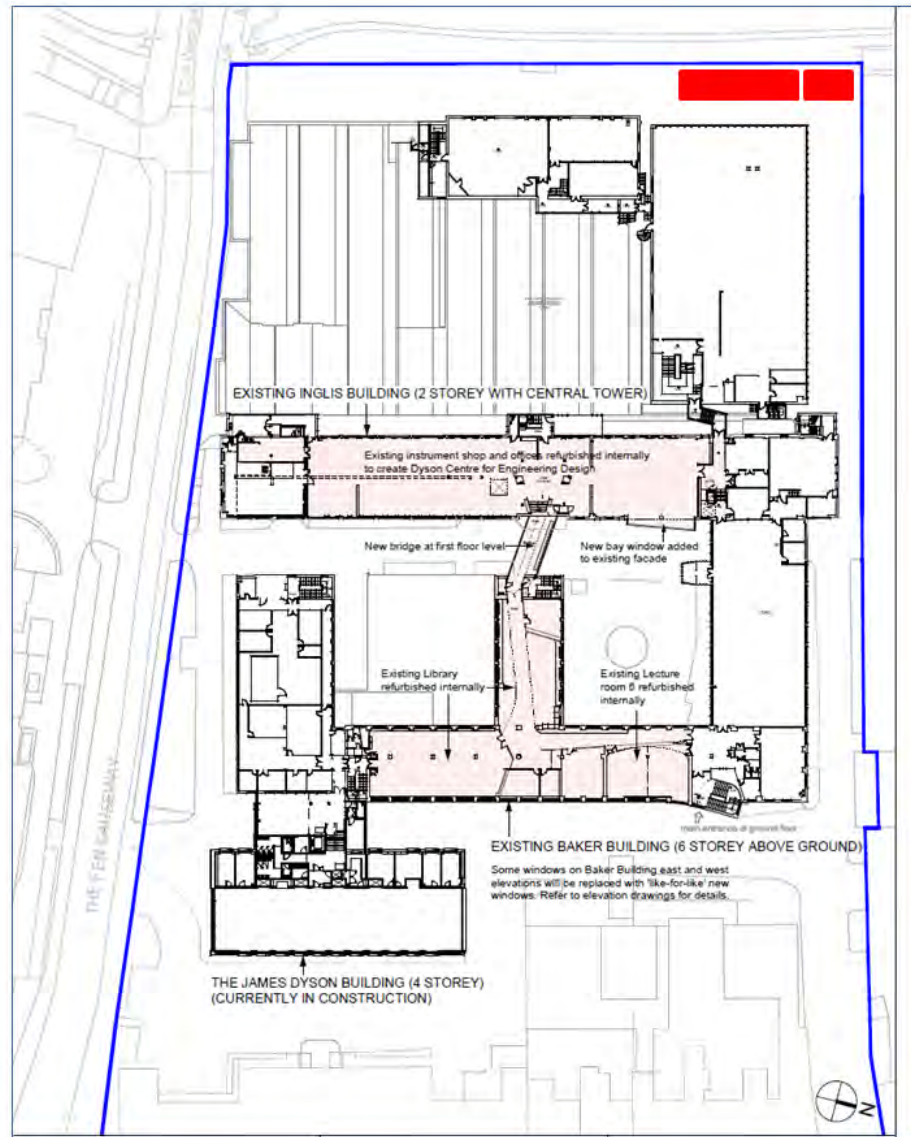 EXISTING INGLIS BUILDING (2 STOREY WITH CENTRAL TOWER)
Existing instrument shop and offices refurbished internally
to create Dyson Centre for Engineering Design
New bridge at first floor level
New bay window added
to existing facade
Existing Library
refurbished internally
Existing Lecture
room 6 refurbished
internally
main entrance at ground floor
EXISTING BAKER BUILDING (6 STOREY ABOVE GROUND)
Some windows on Baker Building east and west
elevations will be replaced with 'like-for-like' new
windows. Refer to elevation drawings for details.
THE FEN CAUSEWAY
THE JAMES DYSON BUILDING (4 STOREY)
(CURRENTLY IN CONSTRUCTION)
N